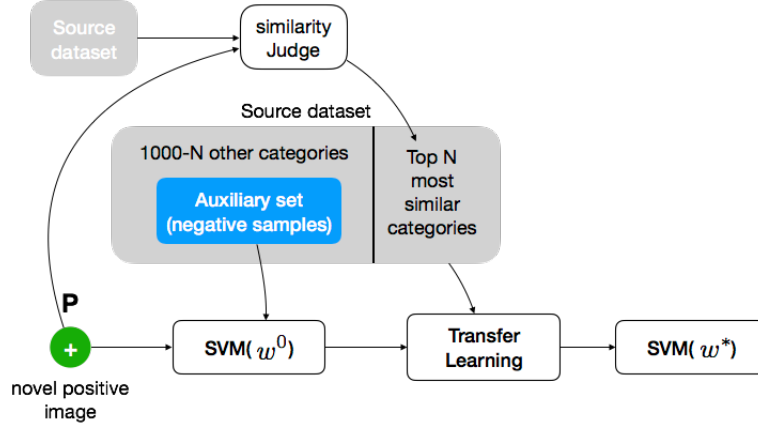 Source
dataset
similarity
Judge
Source dataset
1000-N other categories
Auxiliary set
(negative samples)
Top N
most
similar
categories
P
+
novel positive
image
SVM( w⁰)
Transfer
Learning
SVM( w*)